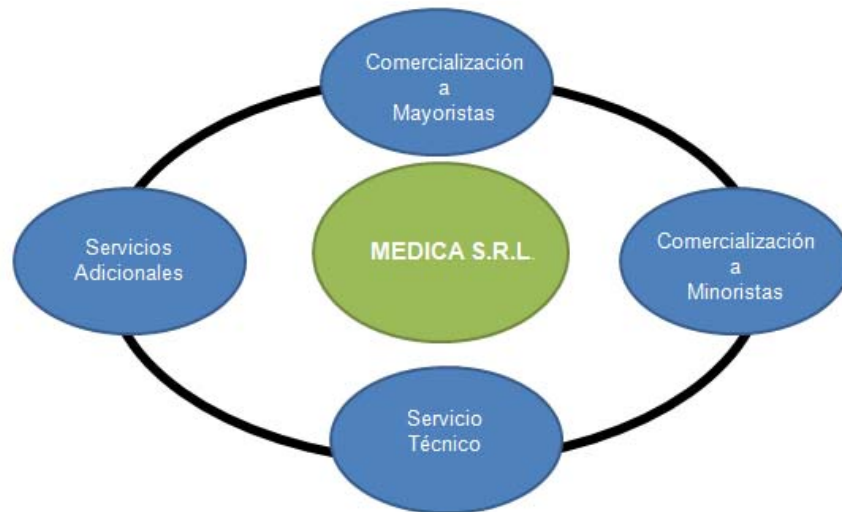 Comercialización
a
Mayoristas
Servicios
Adicionales
MEDICA S.R.L.
Comercialización
a
Minoristas
Servicio
Técnico